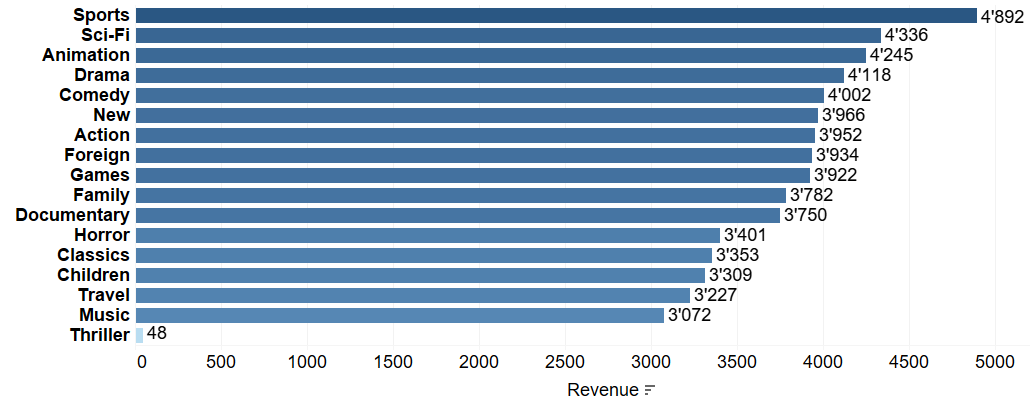 Sports 4'892
Sci-Fi 4'336
Animation 4'245
Drama 4'118
Comedy 4'002
New 3'966
Action 3'952
Foreign 3'934
Games 3'922
Family 3'782
Documentary 3'750
Horror 3'401
Classics 3'353
Children 3'309
Travel 3'227
Music 3'072
Thriller 48
0 500 1000 1500 2000 2500 3000 3500 4000 4500 5000
Revenue